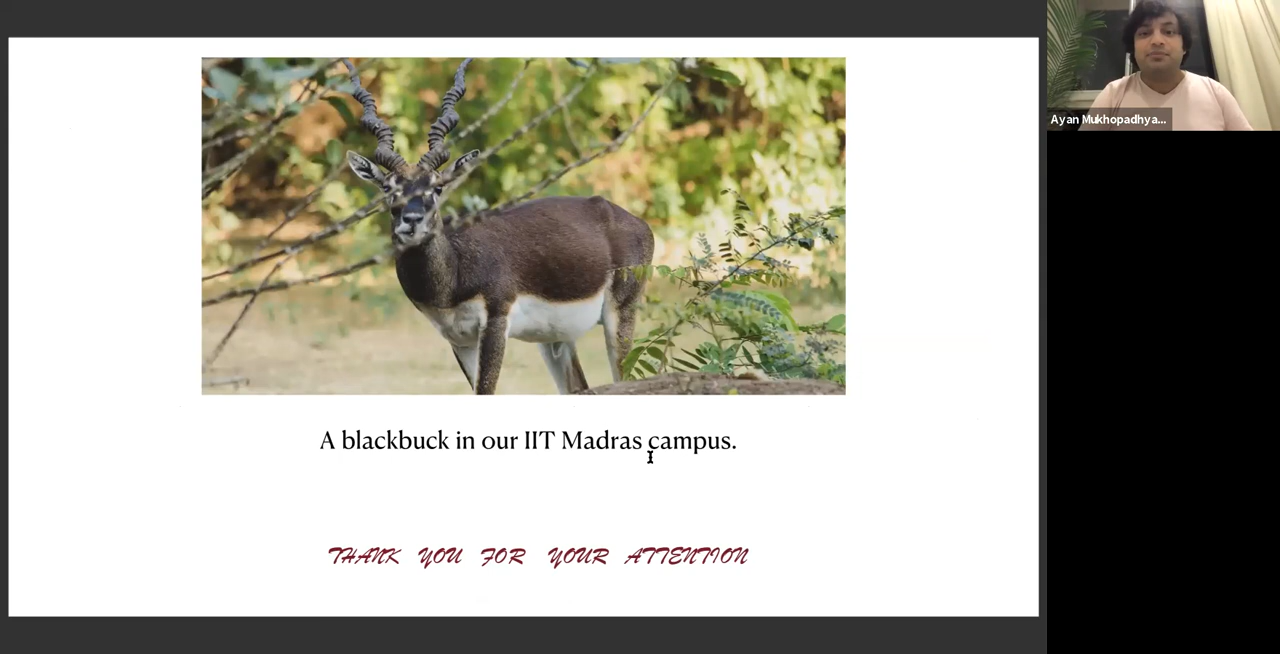 Ayan Mukhopadhya...
A blackbuck in our IIT Madras campus.
THANK YOU FOR YOUR ATTENTION